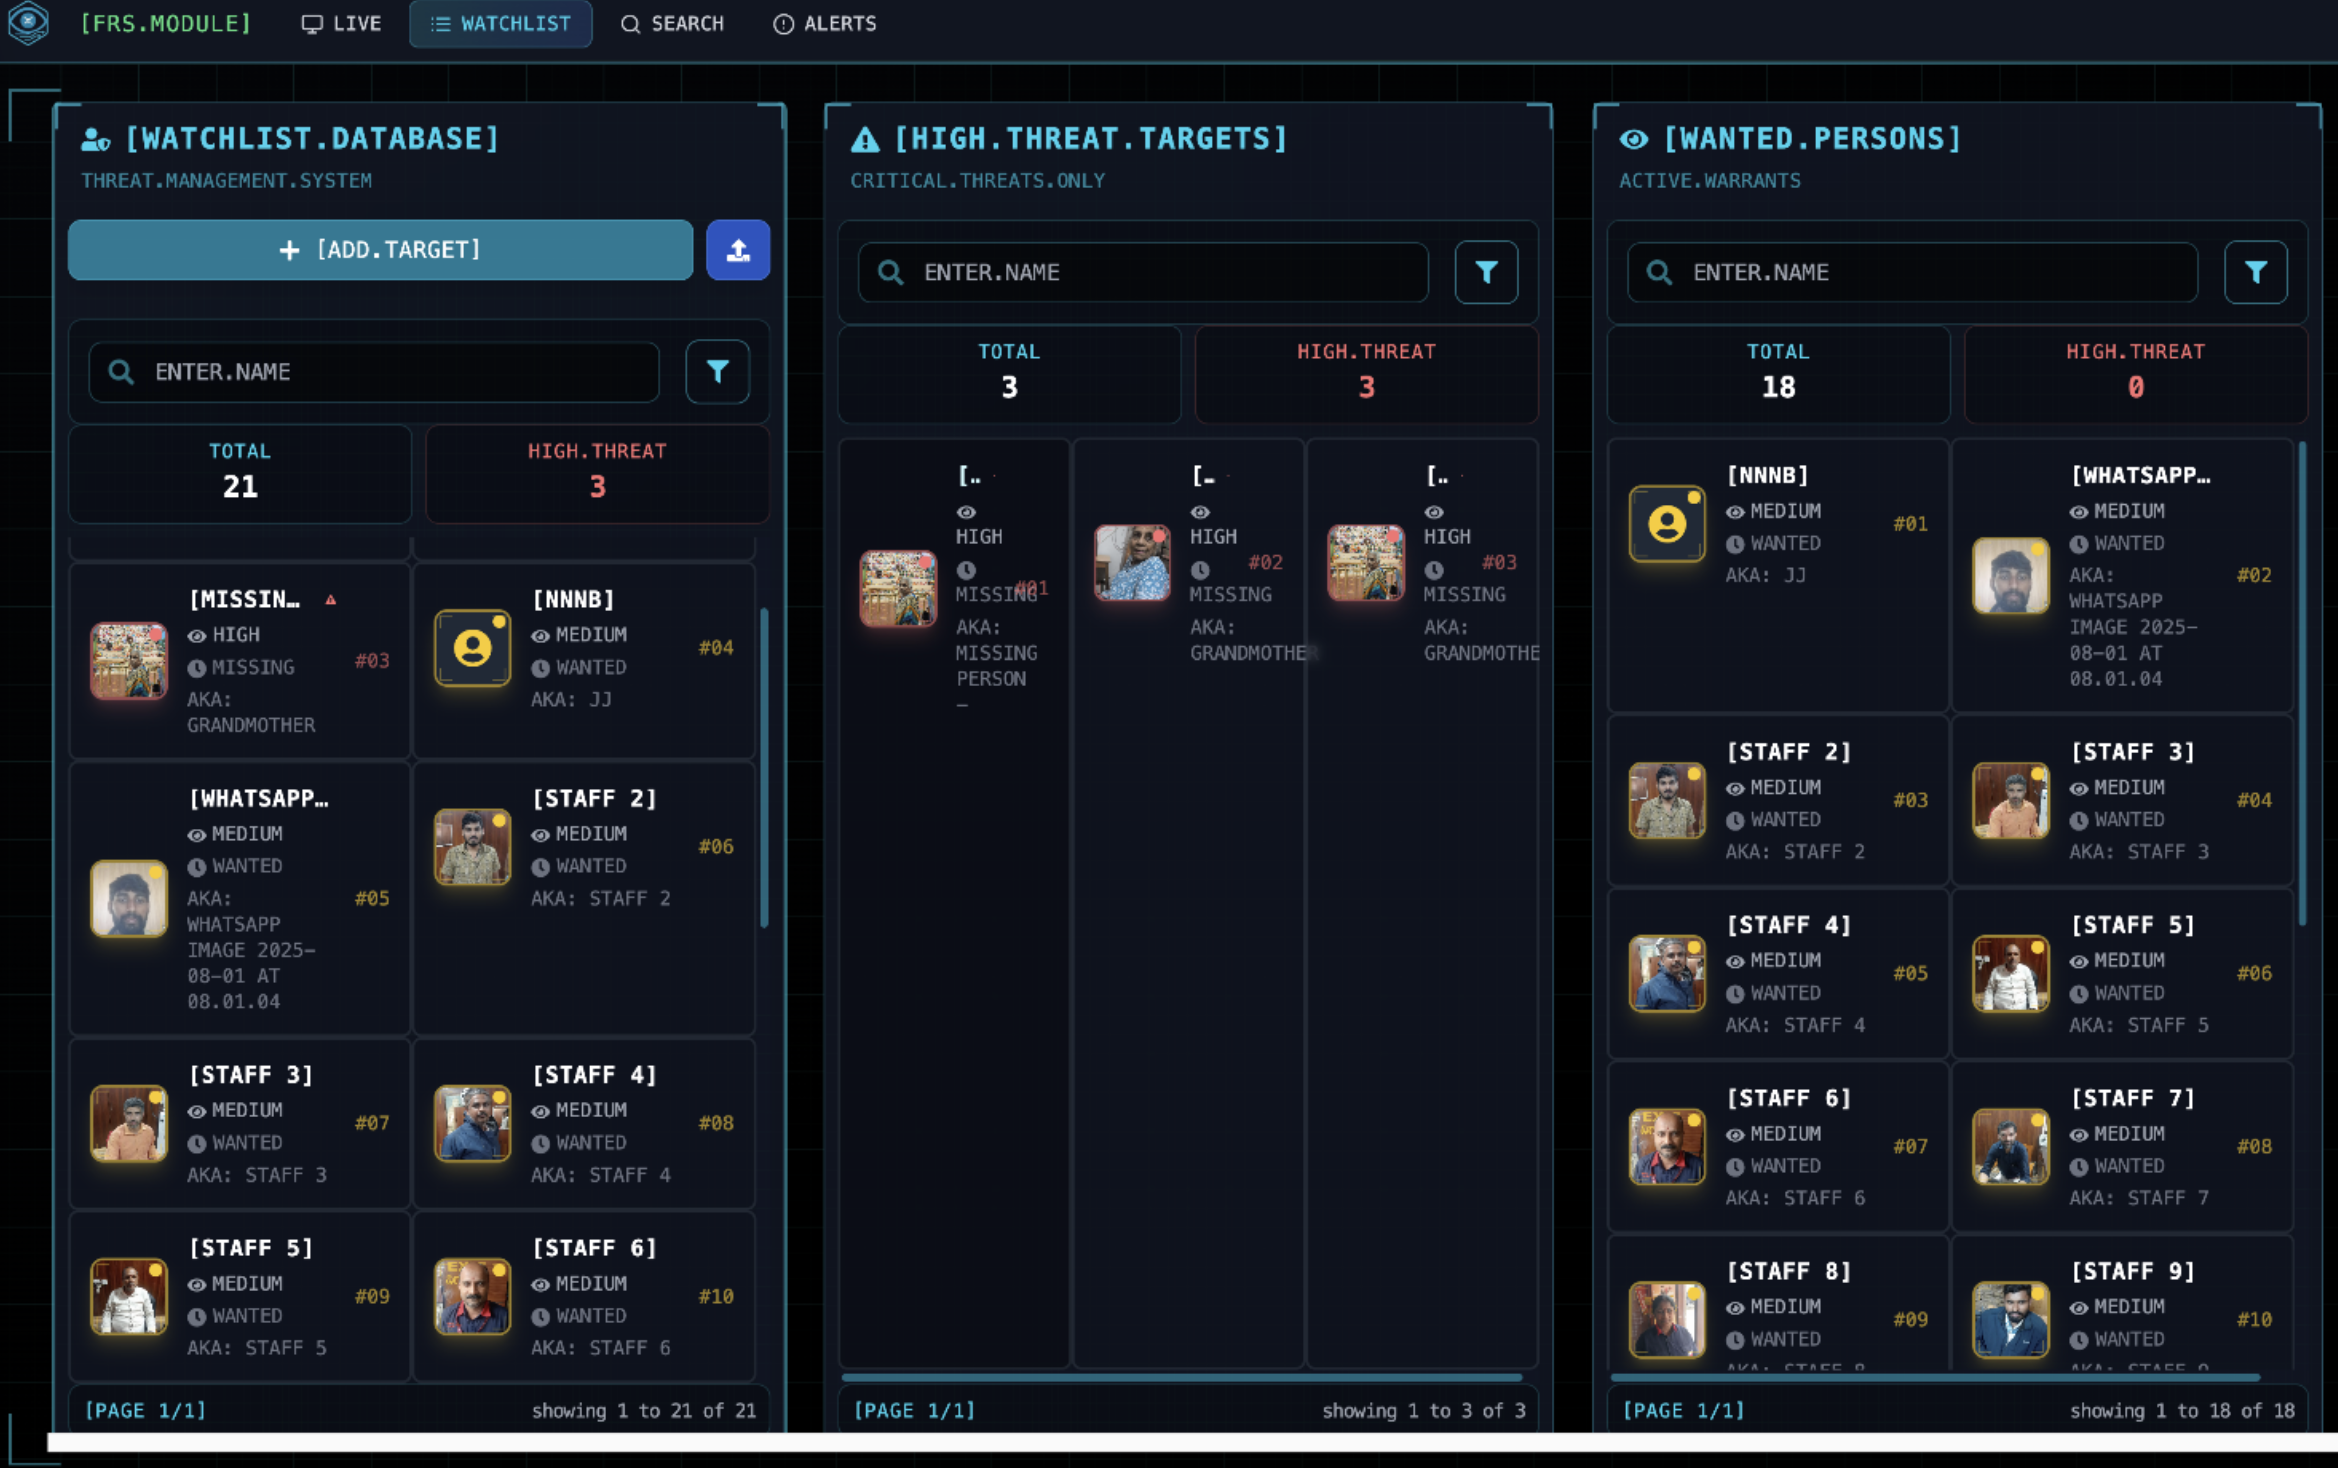 [FRS.MODULE]
LIVE
WATCHLIST
SEARCH
ALERTS
[WATCHLIST.DATABASE]
THREAT.MANAGEMENT.SYSTEM
+ [ADD.TARGET]
ENTER.NAME
TOTAL
21
HIGH.THREAT
3
[MISSIN…
HIGH
MISSING
#03
AKA:
GRANDMOTHER
[NNNB]
MEDIUM
WANTED
#04
AKA: JJ
[WHATSAPP…
MEDIUM
WANTED
#05
AKA:
WHATSAPP
IMAGE 2025-
08-01 AT
08.01.04
[STAFF 2]
MEDIUM
WANTED
#06
AKA: STAFF 2
[STAFF 3]
MEDIUM
WANTED
#07
AKA: STAFF 3
[STAFF 4]
MEDIUM
WANTED
#08
AKA: STAFF 4
[STAFF 5]
MEDIUM
WANTED
#09
AKA: STAFF 5
[STAFF 6]
MEDIUM
WANTED
#10
AKA: STAFF 6
[PAGE 1/1]
showing 1 to 21 of 21
[HIGH.THREAT.TARGETS]
CRITICAL.THREATS.ONLY
ENTER.NAME
TOTAL
3
HIGH.THREAT
3
[..
HIGH
MISSING
#01
AKA:
MISSING
PERSON
–
[..
HIGH
#02
MISSING
AKA:
GRANDMOTHER
[..
HIGH
#03
MISSING
AKA:
GRANDMOTHE
[PAGE 1/1]
showing 1 to 3 of 3
[WANTED.PERSONS]
ACTIVE.WARRANTS
ENTER.NAME
TOTAL
18
HIGH.THREAT
0
[NNNB]
MEDIUM
#01
WANTED
AKA: JJ
[WHATSAPP…
MEDIUM
WANTED
AKA:
#02
WHATSAPP
IMAGE 2025-
08-01 AT
08.01.04
[STAFF 2]
MEDIUM
#03
WANTED
AKA: STAFF 2
[STAFF 3]
MEDIUM
#04
WANTED
AKA: STAFF 3
[STAFF 4]
MEDIUM
#05
WANTED
AKA: STAFF 4
[STAFF 5]
MEDIUM
#06
WANTED
AKA: STAFF 5
[STAFF 6]
MEDIUM
#07
WANTED
AKA: STAFF 6
[STAFF 7]
MEDIUM
#08
WANTED
AKA: STAFF 7
[STAFF 8]
MEDIUM
#09
WANTED
AKA: STAFF 8
[STAFF 9]
MEDIUM
#10
WANTED
AKA: STAFF 9
[PAGE 1/1]
showing 1 to 18 of 18